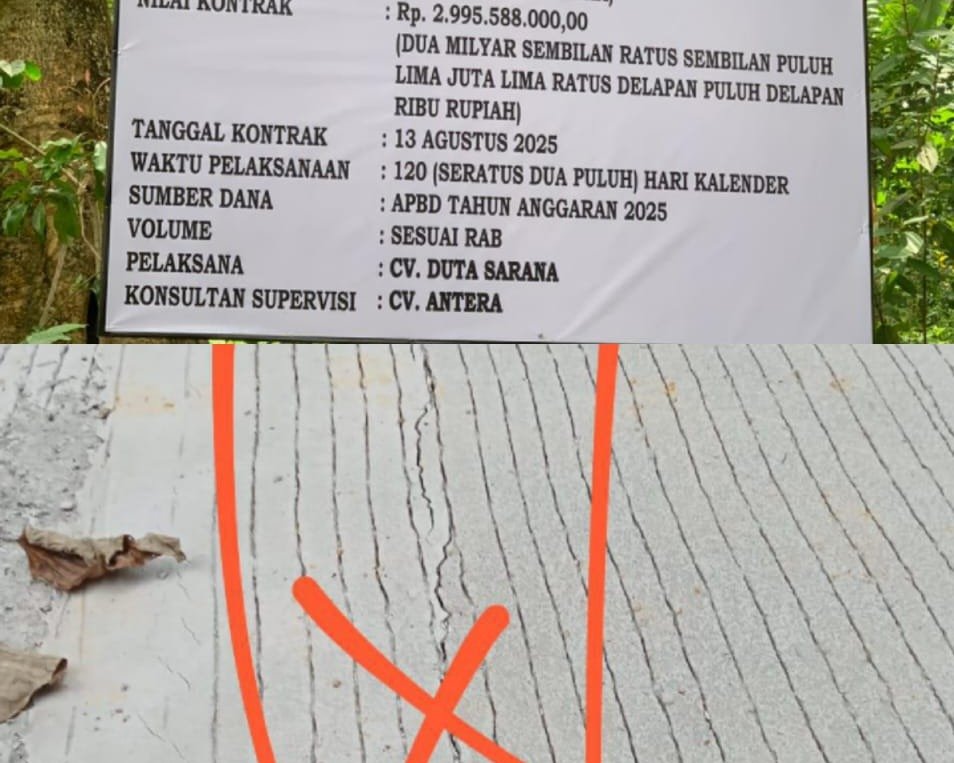 NILAI KONTRAK : Rp. 2.995.588.000,00
(DUA MILYAR SEMBILAN RATUS SEMBILAN PULUH
LIMA JUTA LIMA RATUS DELAPAN PULUH DELAPAN
RIBU RUPIAH)
TANGGAL KONTRAK : 13 AGUSTUS 2025
WAKTU PELAKSANAAN : 120 (SERATUS DUA PULUH) HARI KALENDER
SUMBER DANA : APBD TAHUN ANGGARAN 2025
VOLUME : SESUAI RAB
PELAKSANA : CV. DUTA SARANA
KONSULTAN SUPERVISI : CV. ANTERA